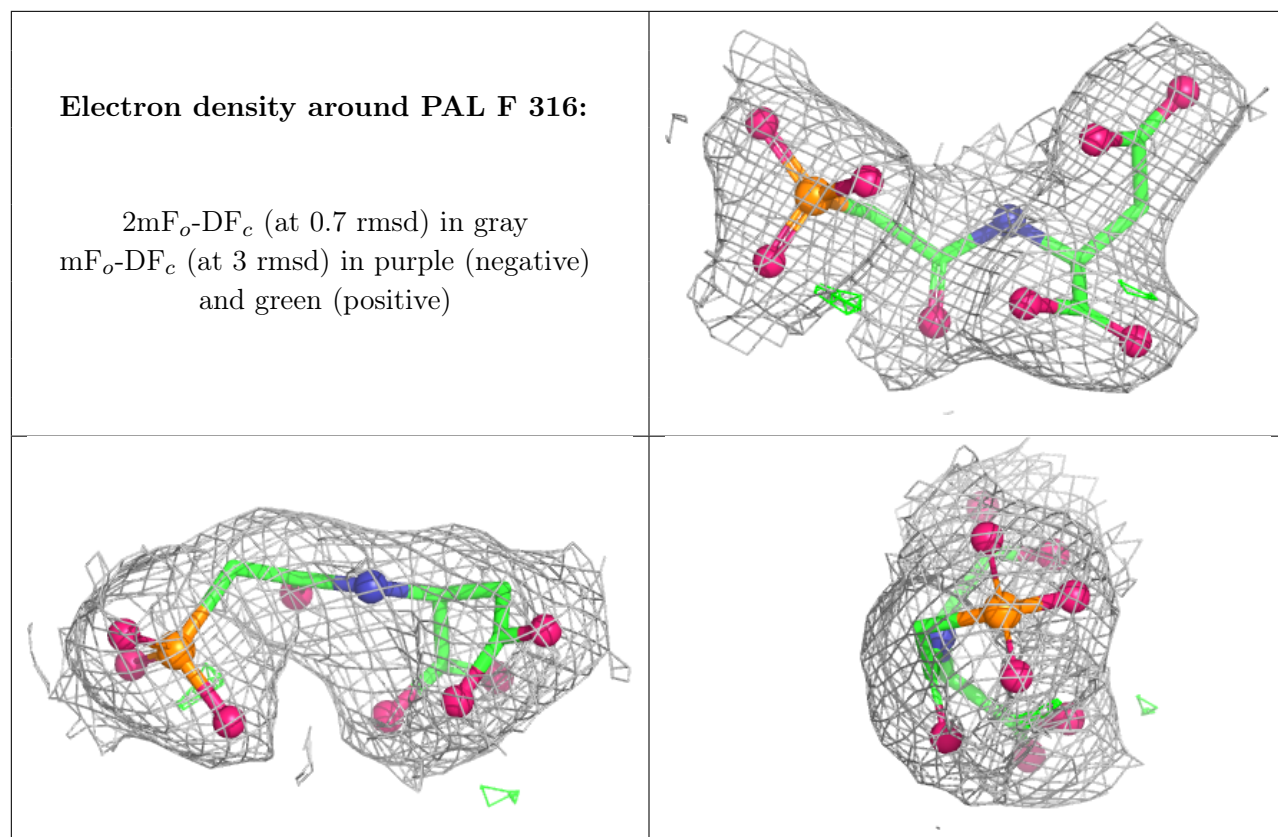 Electron density around PAL F 316:
2mFo-DFc (at 0.7 rmsd) in gray
mFo-DFc (at 3 rmsd) in purple (negative)
and green (positive)